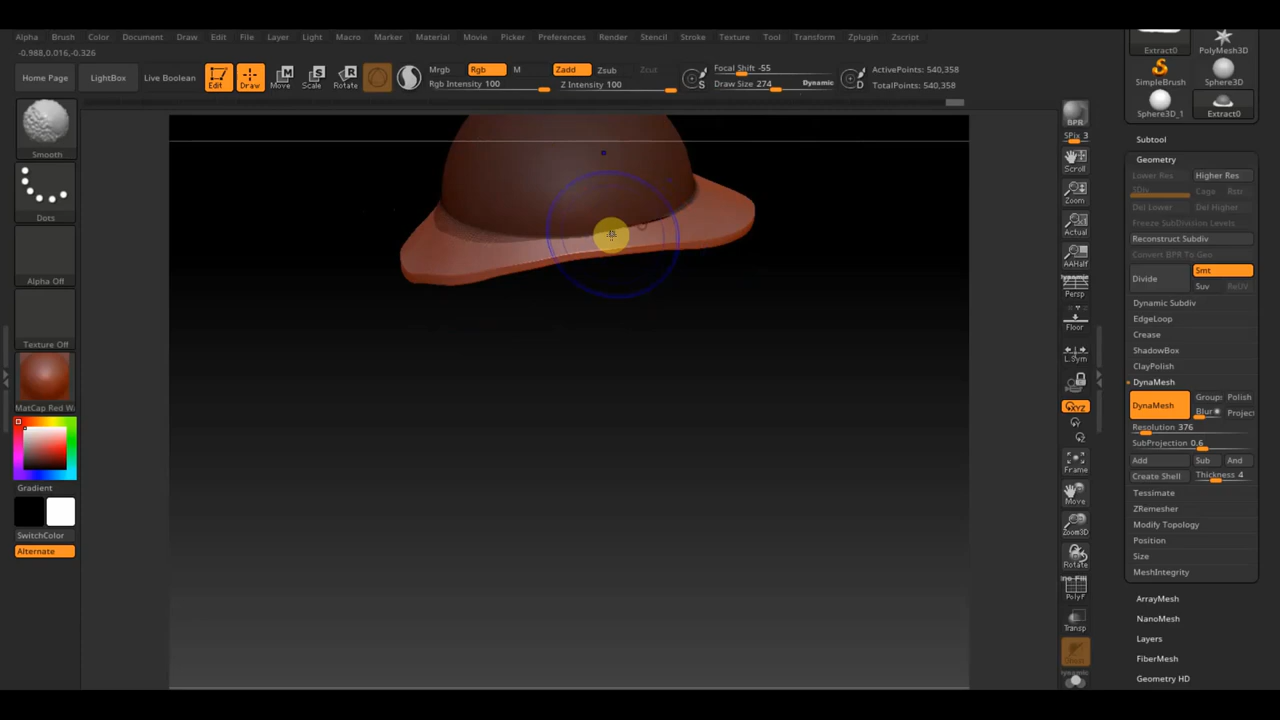 Alpha Brush Color Document Draw Edit File Layer Light Macro Marker Material Movie Picker Preferences Render Stencil Stroke Texture Tool Transform Zplugin Zscript
-0.988,0.016,-0.326
Home Page LightBox Live Boolean Edit Draw Move Scale Rotate
Mrgb Rgb M Zadd Zsub Zcut
Rgb Intensity 100 Z Intensity 100
Focal Shift -55
Draw Size 274 Dynamic
ActivePoints: 540,358
TotalPoints: 540,358
Smooth
Dots
Alpha Off
Texture Off
MatCap Red W
Gradient
SwitchColor
Alternate
BPR
SPix 3
Scroll
Zoom
Actual
AAHalf
Persp
Floor
L.Sym
XYZ
Frame
Move
Zoom3D
Rotate
PolyF
Transp
Extract0 PolyMesh3D
SimpleBrush Sphere3D
Sphere3D_1 Extract0
Subtool
Geometry
Lower Res Higher Res
SDiv Cage Rstr
Del Lower Del Higher
Freeze SubDivision Levels
Reconstruct Subdiv
Convert BPR To Geo
Divide Smt
Suv ReUV
Dynamic Subdiv
EdgeLoop
Crease
ShadowBox
ClayPolish
DynaMesh
DynaMesh Group Polish
Blur Project
Resolution 376
SubProjection 0.6
Add Sub And
Create Shell Thickness 4
Tessimate
ZRemesher
Modify Topology
Position
Size
MeshIntegrity
ArrayMesh
NanoMesh
Layers
FiberMesh
Geometry HD